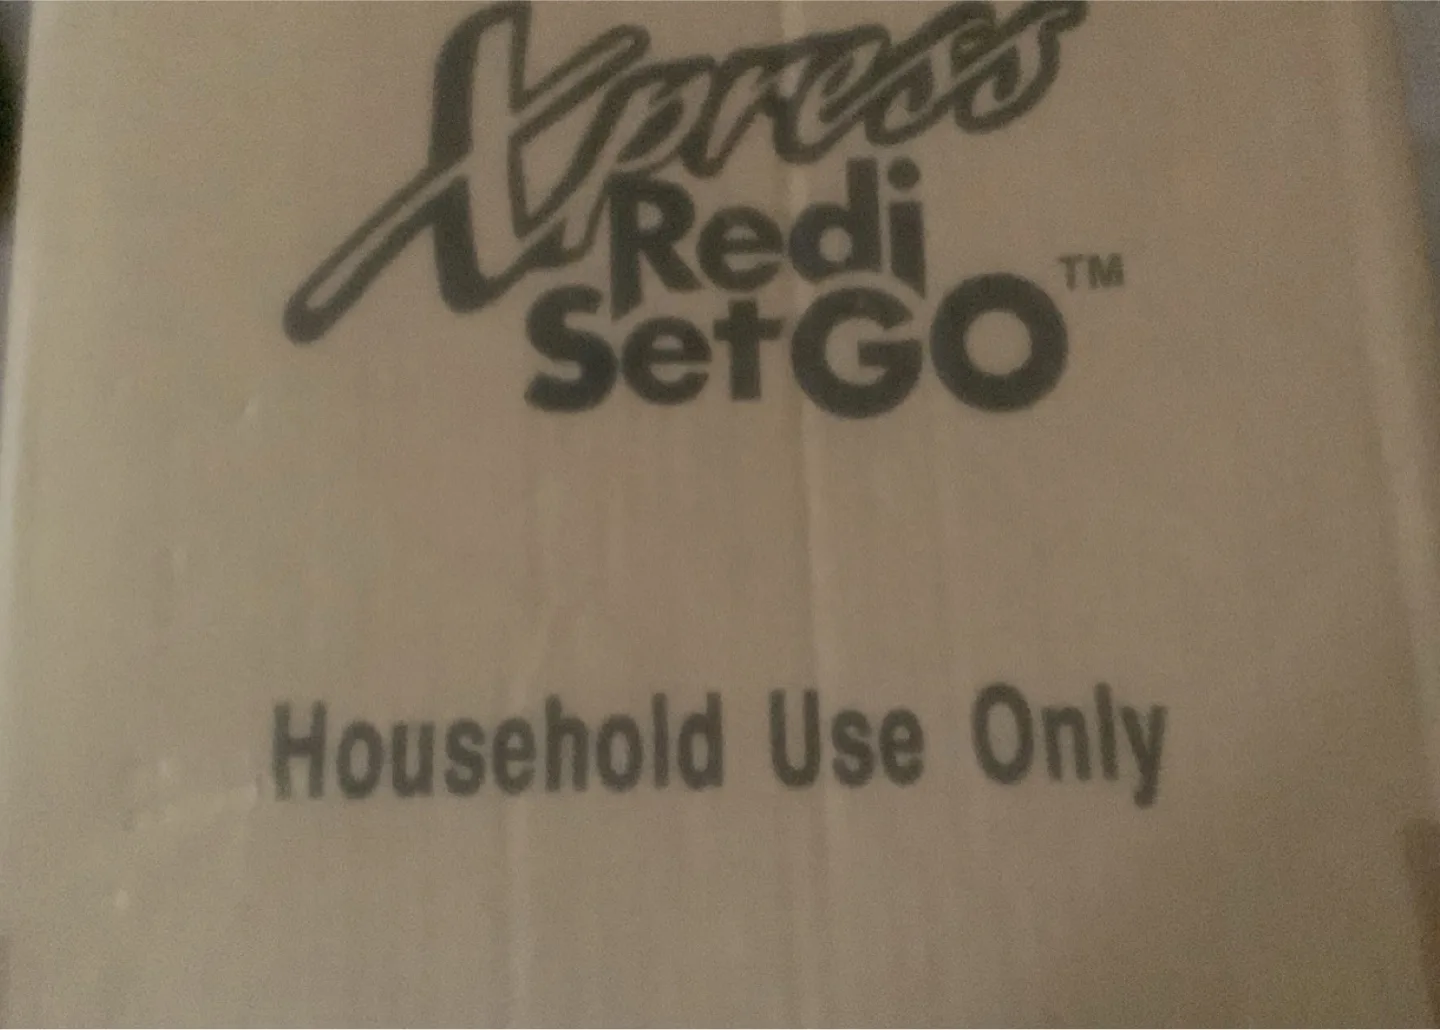 Xpress
Redi
SetGO™
Household Use Only